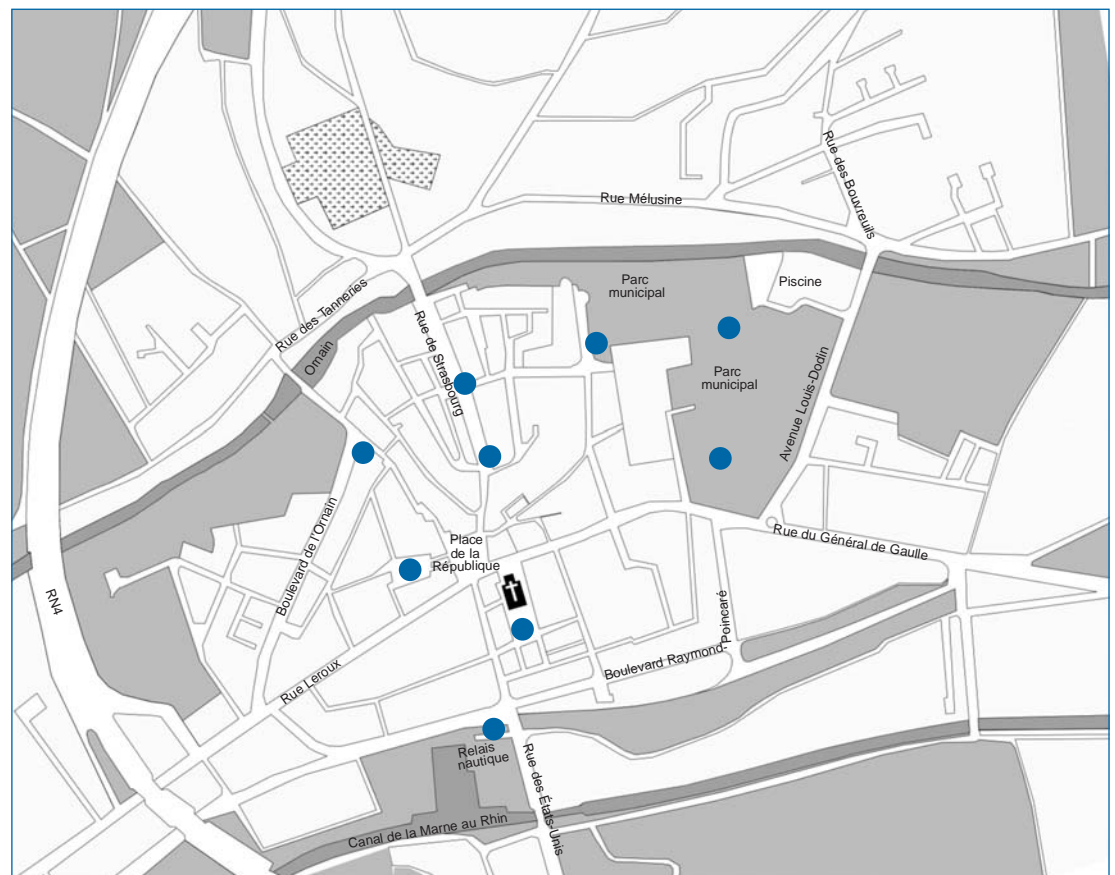 Rue des Bouvreuils
Rue Mélusine
Parc
municipal
Piscine
Rue des Tanneries
Ornain
Rue de Strasbourg
Parc
municipal
Avenue Louis-Dodin
Boulevard de l'Ornain
Place
de la
République
Rue du Général de Gaulle
RN4
Rue Leroux
Boulevard Raymond-Poincaré
Relais
nautique
Rue des États-Unis
Canal de la Marne au Rhin